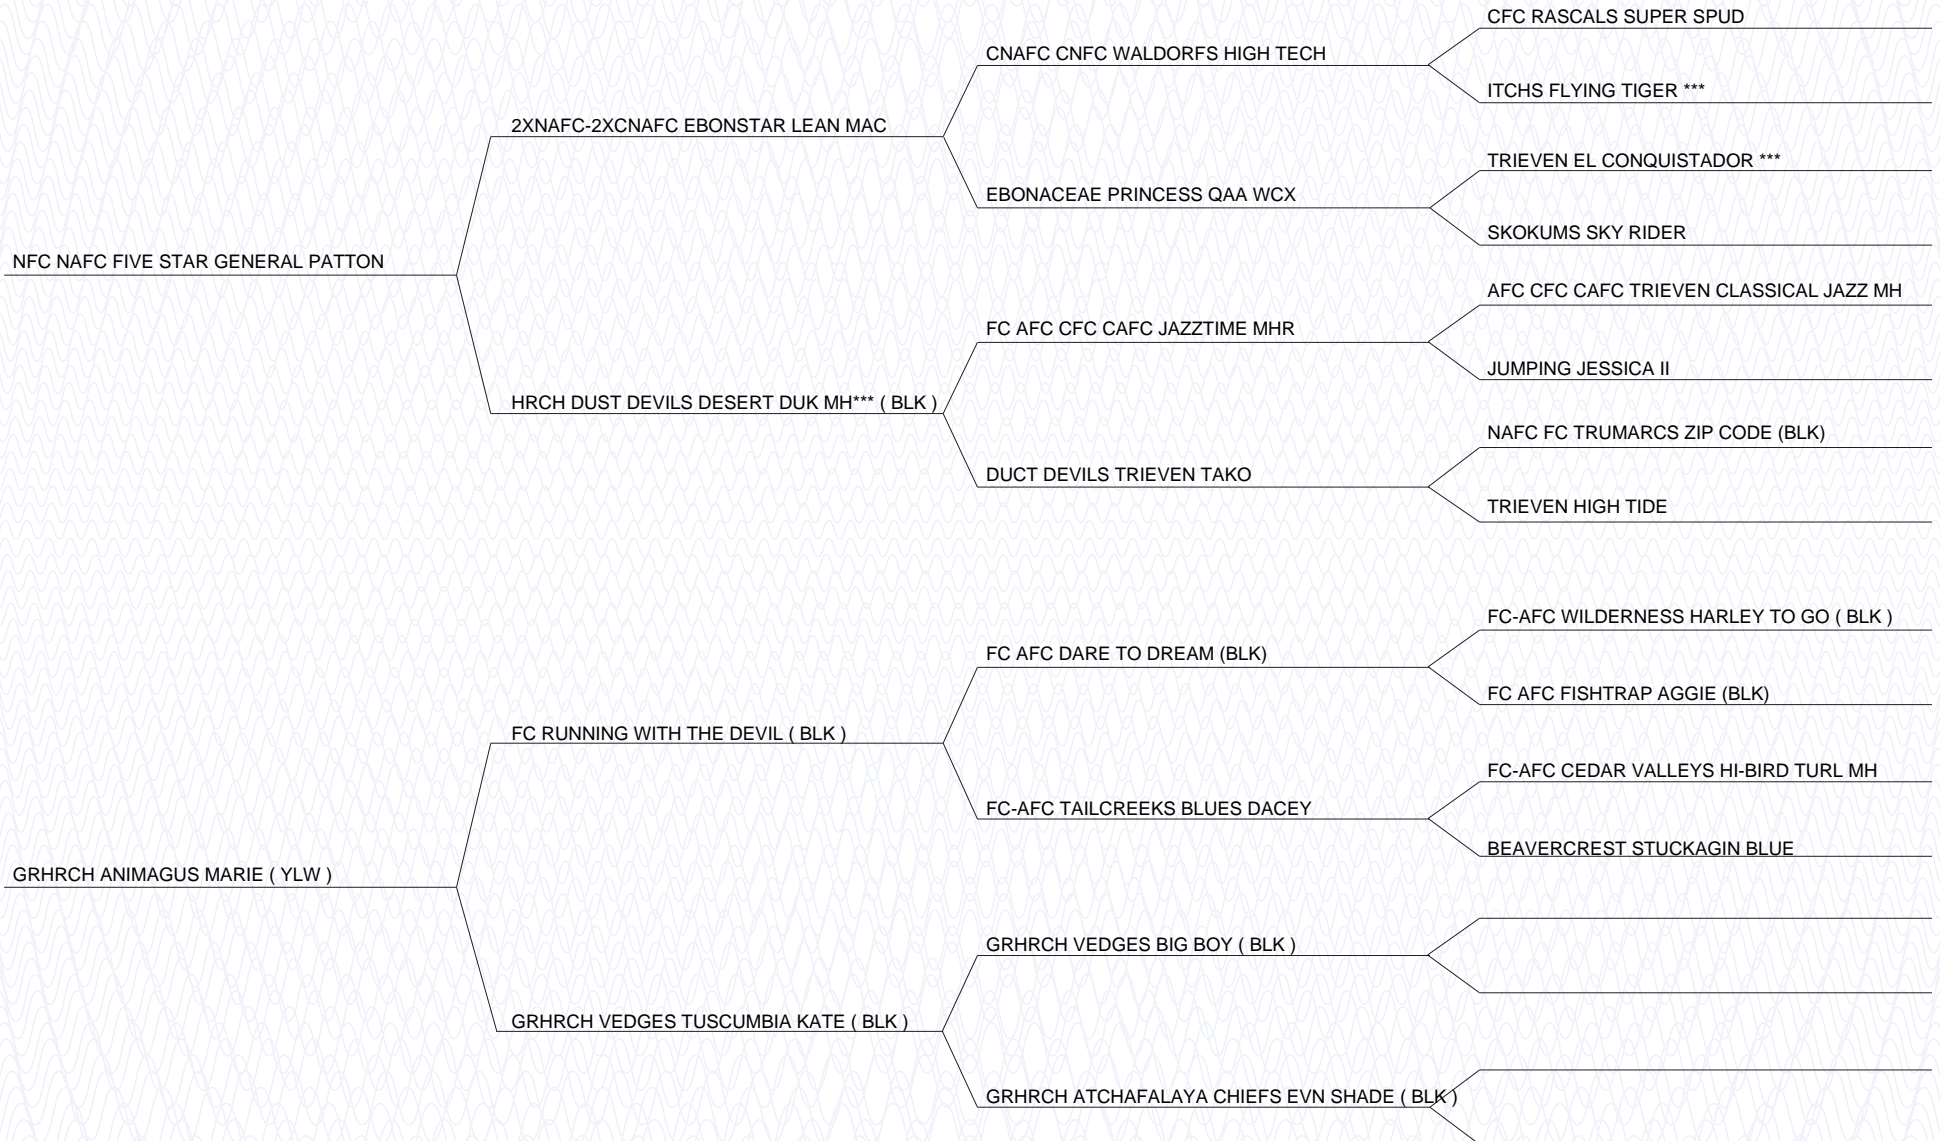 CFC RASCALS SUPER SPUD
CNAFC CNFC WALDORFS HIGH TECH
ITCHS FLYING TIGER ***
2XNAFC-2XCNAFC EBONSTAR LEAN MAC
TRIEVEN EL CONQUISTADOR ***
EBONACEAE PRINCESS QAA WCX
SKOKUMS SKY RIDER
NFC NAFC FIVE STAR GENERAL PATTON
AFC CFC CAFC TRIEVEN CLASSICAL JAZZ MH
FC AFC CFC CAFC JAZZTIME MHR
JUMPING JESSICA II
HRCH DUST DEVILS DESERT DUK MH*** ( BLK )
NAFC FC TRUMARCS ZIP CODE (BLK)
DUCT DEVILS TRIEVEN TAKO
TRIEVEN HIGH TIDE
FC-AFC WILDERNESS HARLEY TO GO ( BLK )
FC AFC DARE TO DREAM (BLK)
FC AFC FISHTRAP AGGIE (BLK)
FC RUNNING WITH THE DEVIL ( BLK )
FC-AFC CEDAR VALLEYS HI-BIRD TURL MH
FC-AFC TAILCREEKS BLUES DACEY
BEAVERCREST STUCKAGIN BLUE
GRHRCH ANIMAGUS MARIE ( YLW )
GRHRCH VEDGES BIG BOY ( BLK )
GRHRCH VEDGES TUSCUMBIA KATE ( BLK )
GRHRCH ATCHAFALAYA CHIEFS EVN SHADE ( BLK )